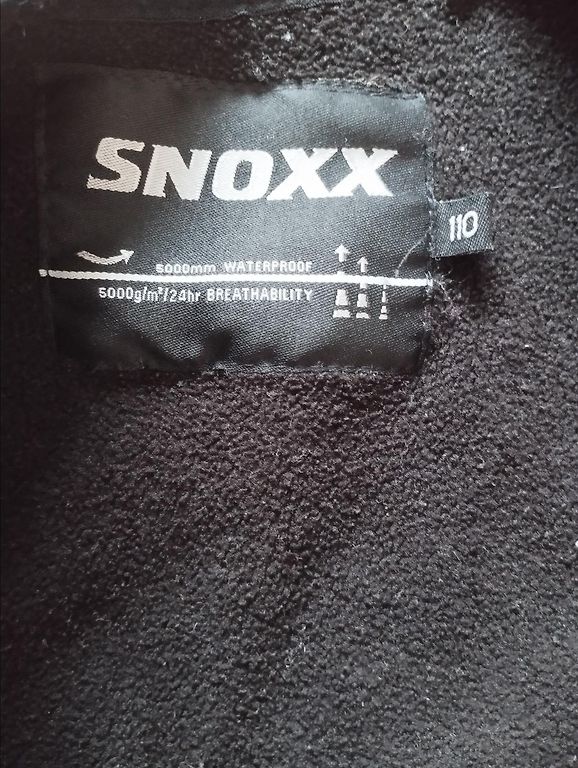 SNOXX
110
5000mm WATERPROOF
5000g/m²/24hr BREATHABILITY